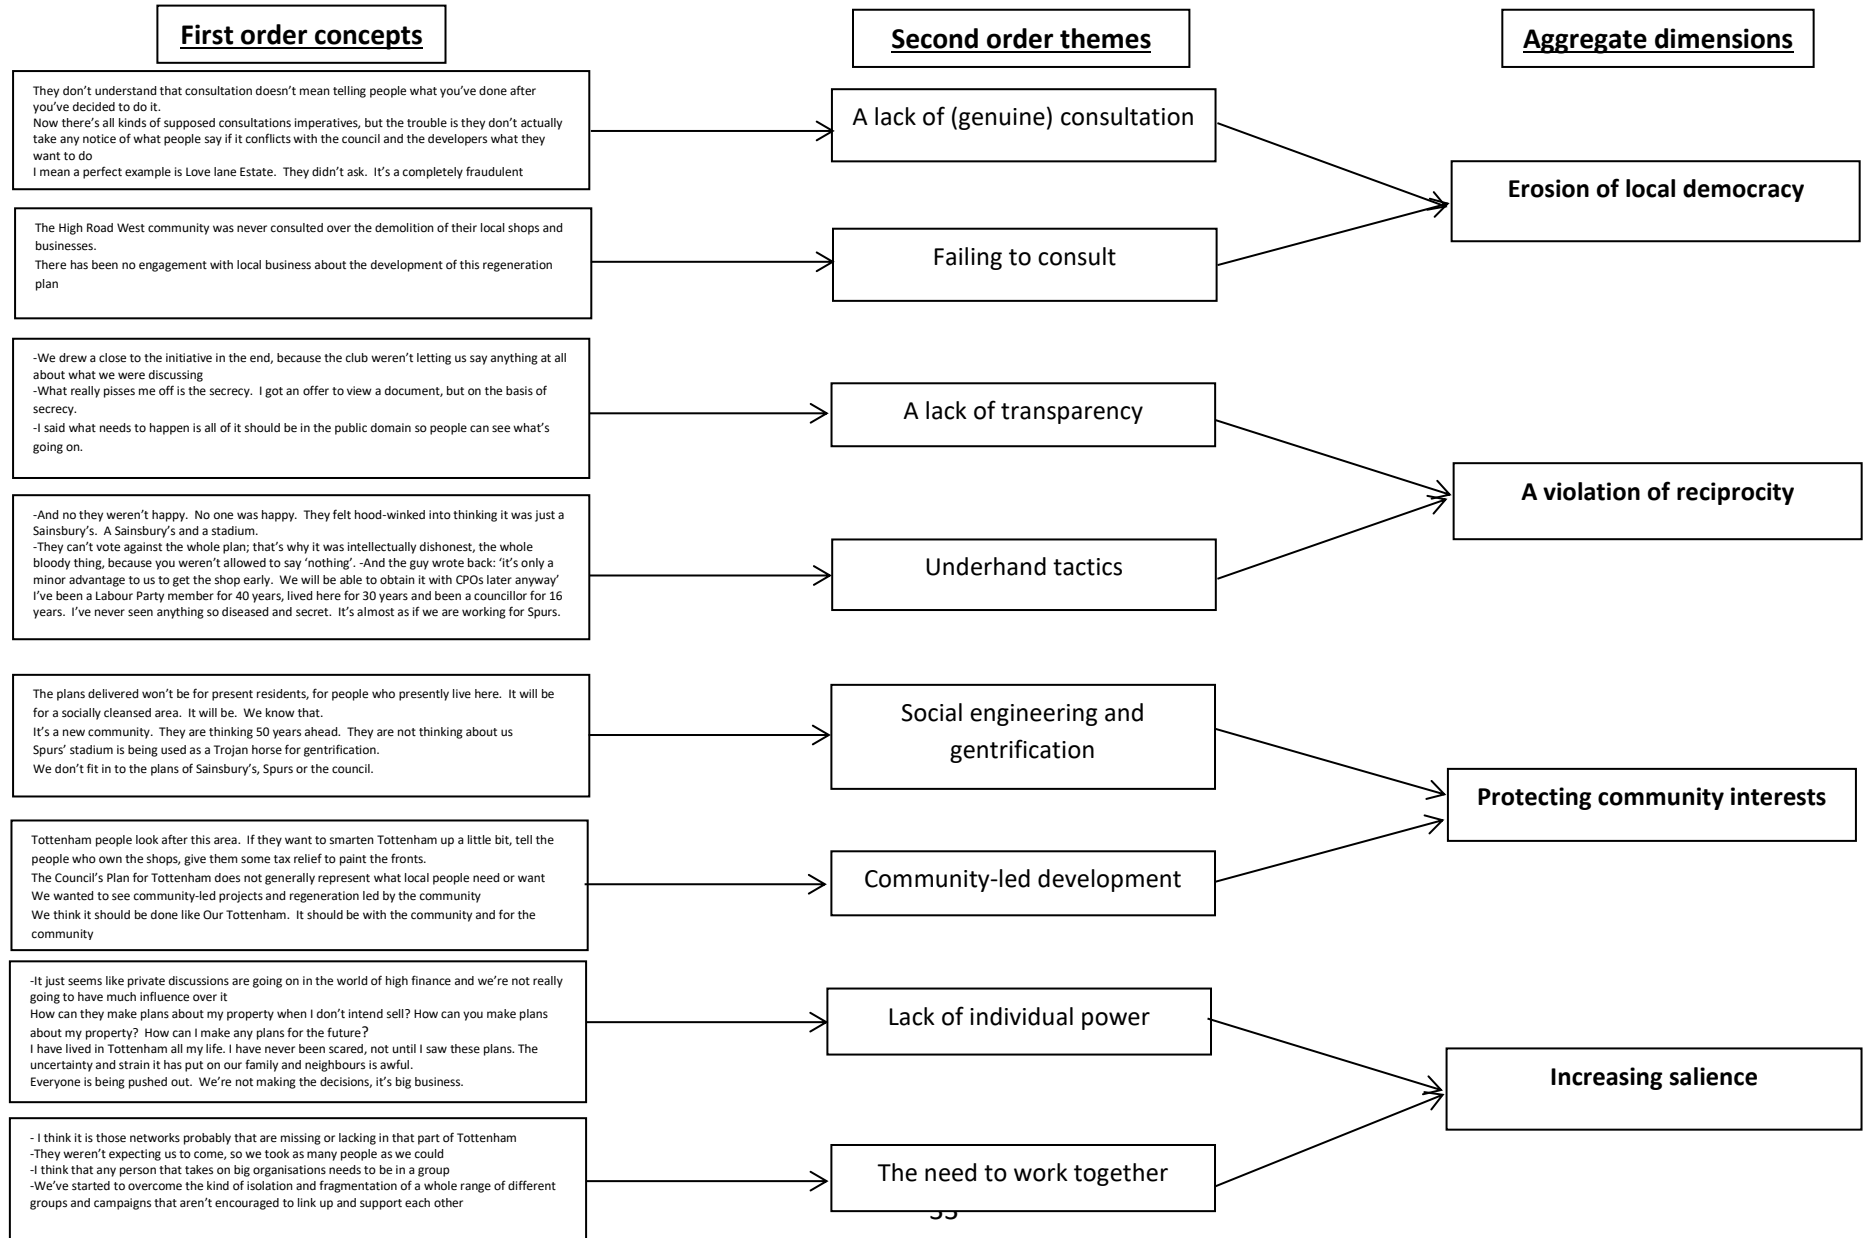 First order concepts
Second order themes
Aggregate dimensions
They don’t understand that consultation doesn’t mean telling people what you’ve done after
you’ve decided to do it.
Now there’s all kinds of supposed consultations imperatives, but the trouble is they don’t actually
take any notice of what people say if it conflicts with the council and the developers what they
want to do
I mean a perfect example is Love lane Estate.  They didn’t ask.  It’s a completely fraudulent
A lack of (genuine) consultation
Erosion of local democracy
The High Road West community was never consulted over the demolition of their local shops and
businesses.
There has been no engagement with local business about the development of this regeneration
plan
Failing to consult
-We drew a close to the initiative in the end, because the club weren’t letting us say anything at all
about what we were discussing
-What really pisses me off is the secrecy.  I got an offer to view a document, but on the basis of
secrecy.
-I said what needs to happen is all of it should be in the public domain so people can see what’s
going on.
A lack of transparency
A violation of reciprocity
-And no they weren’t happy.  No one was happy.  They felt hood-winked into thinking it was just a
Sainsbury’s.  A Sainsbury’s and a stadium.
-They can’t vote against the whole plan; that’s why it was intellectually dishonest, the whole
bloody thing, because you weren’t allowed to say ‘nothing’. -And the guy wrote back: ‘it’s only a
minor advantage to us to get the shop early.  We will be able to obtain it with CPOs later anyway’
I’ve been a Labour Party member for 40 years, lived here for 30 years and been a councillor for 16
years.  I’ve never seen anything so diseased and secret.  It’s almost as if we are working for Spurs.
Underhand tactics
The plans delivered won’t be for present residents, for people who presently live here.  It will be
for a socially cleansed area.  It will be.  We know that.
It’s a new community.  They are thinking 50 years ahead.  They are not thinking about us
Spurs’ stadium is being used as a Trojan horse for gentrification.
We don’t fit in to the plans of Sainsbury’s, Spurs or the council.
Social engineering and
gentrification
Protecting community interests
Tottenham people look after this area.  If they want to smarten Tottenham up a little bit, tell the
people who own the shops, give them some tax relief to paint the fronts.
The Council’s Plan for Tottenham does not generally represent what local people need or want
We wanted to see community-led projects and regeneration led by the community
We think it should be done like Our Tottenham.  It should be with the community and for the
community
Community-led development
-It just seems like private discussions are going on in the world of high finance and we’re not really
going to have much influence over it
How can they make plans about my property when I don’t intend sell? How can you make plans
about my property?  How can I make any plans for the future?
I have lived in Tottenham all my life. I have never been scared, not until I saw these plans. The
uncertainty and strain it has put on our family and neighbours is awful.
Everyone is being pushed out.  We’re not making the decisions, it’s big business.
Lack of individual power
Increasing salience
- I think it is those networks probably that are missing or lacking in that part of Tottenham
-They weren’t expecting us to come, so we took as many people as we could
-I think that any person that takes on big organisations needs to be in a group
-We’ve started to overcome the kind of isolation and fragmentation of a whole range of different
groups and campaigns that aren’t encouraged to link up and support each other
The need to work together